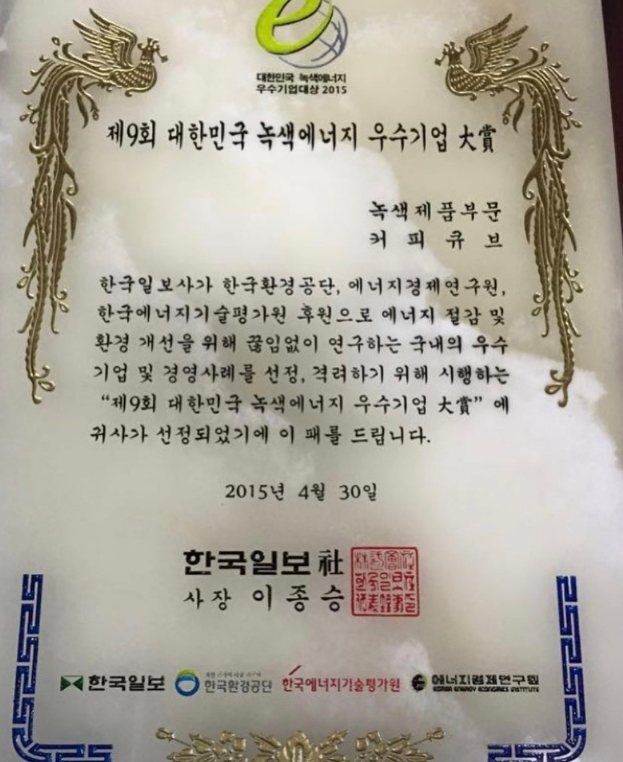 대한민국 녹색에너지
우수기업대상 2015
제9회 대한민국 녹색에너지 우수기업 大賞
녹색제품부문
커피큐브
한국일보사가 한국환경공단, 에너지경제연구원,
한국에너지기술평가원 후원으로 에너지 절감 및
환경 개선을 위해 끊임없이 연구하는 국내의 우수
기업 및 경영사례를 선정, 격려하기 위해 시행하는
“제9회 대한민국 녹색에너지 우수기업 大賞” 에
귀사가 선정되었기에 이 패를 드립니다.
2015년 4월 30일
한국일보社
사장 이종승
한국일보 한국환경공단 한국에너지기술평가원 에너지경제연구원
KOREA ENERGY ECONOMICS INSTITUTE